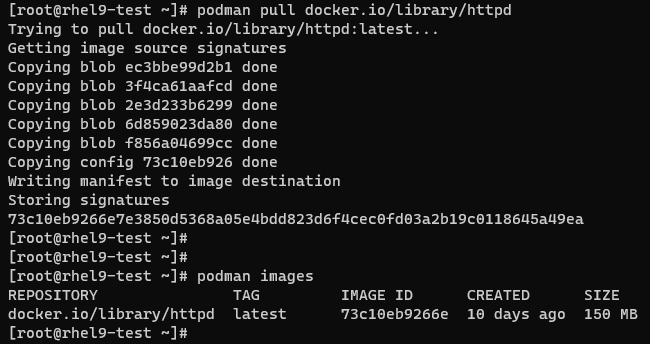 [root@rhel9-test ~]# podman pull docker.io/library/httpd
Trying to pull docker.io/library/httpd:latest...
Getting image source signatures
Copying blob ec3bbe99d2b1 done
Copying blob 3f4ca61aafcd done
Copying blob 2e3d233b6299 done
Copying blob 6d859023da80 done
Copying blob f856a04699cc done
Copying config 73c10eb926 done
Writing manifest to image destination
Storing signatures
73c10eb9266e7e3850d5368a05e4bdd823d6f4cec0fd03a2b19c0118645a49ea
[root@rhel9-test ~]#
[root@rhel9-test ~]#
[root@rhel9-test ~]# podman images
REPOSITORY TAG IMAGE ID CREATED SIZE
docker.io/library/httpd latest 73c10eb9266e 10 days ago 150 MB
[root@rhel9-test ~]#